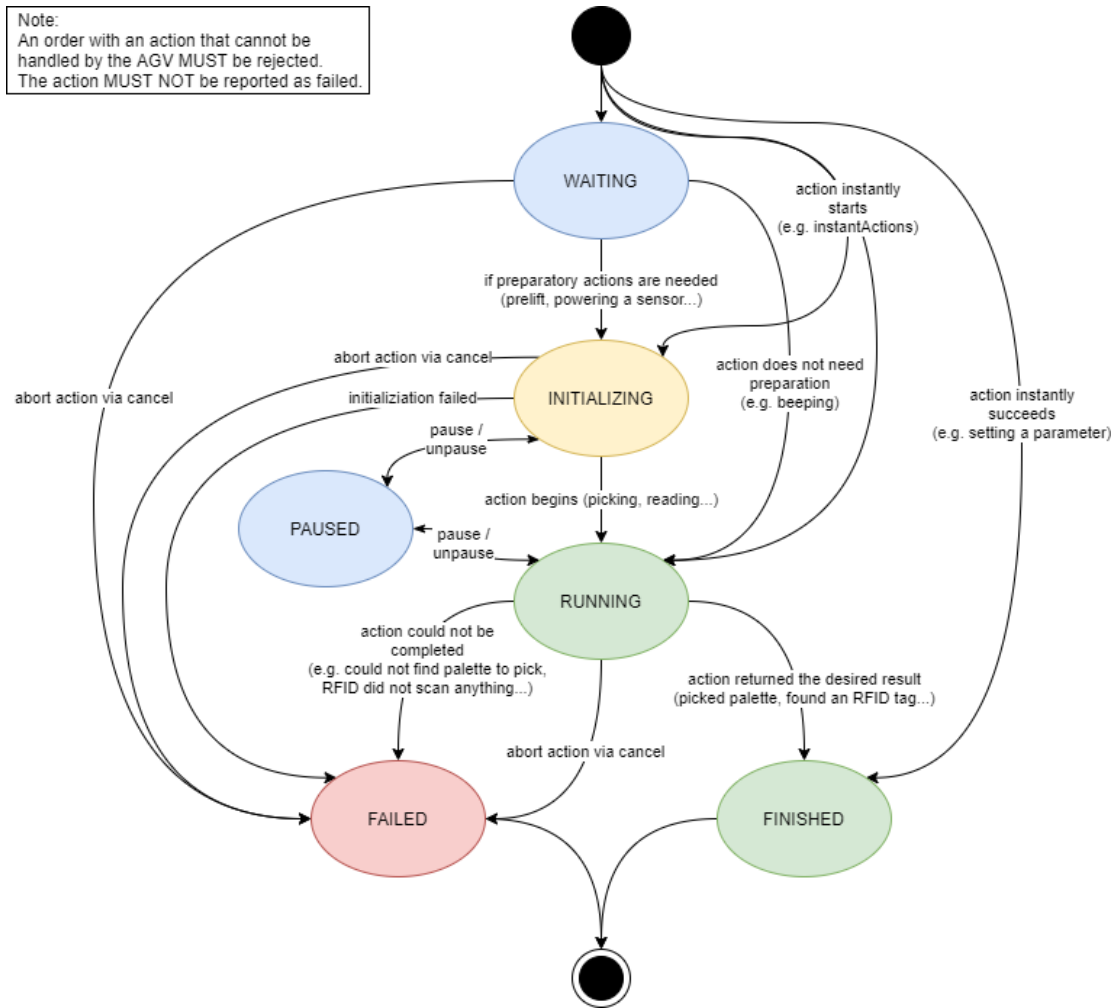 Note:
An order with an action that cannot be
handled by the AGV MUST be rejected.
The action MUST NOT be reported as failed.
WAITING
action instantly
starts
(e.g. instantActions)
if preparatory actions are needed
(prelift, powering a sensor...)
abort action via cancel
initializiation failed
INITIALIZING
action does not need
preparation
(e.g. beeping)
abort action via cancel
action instantly
succeeds
(e.g. setting a parameter)
pause /
unpause
action begins (picking, reading...)
PAUSED
pause /
unpause
RUNNING
action could not be
completed
(e.g. could not find palette to pick,
RFID did not scan anything...)
action returned the desired result
(picked palette, found an RFID tag...)
abort action via cancel
FAILED
FINISHED